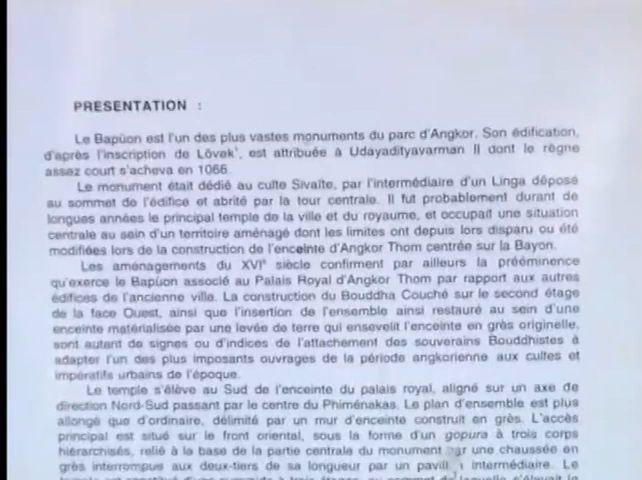 PRESENTATION :
Le Bapùon est l'un des plus vastes monuments du parc d'Angkor. Son édification,
d'après l'inscription de Lôvek¹, est attribuée à Udayadityavarman II dont le règne
assez court s'acheva en 1066.
Le monument était dédié au culte Sivaïte, par l'intermédiaire d'un Linga déposé
au sommet de l'édifice et abrité par la tour centrale. Il fut probablement durant de
longues années le principal temple de la ville et du royaume, et occupait une situation
centrale au sein d'un territoire aménagé dont les limites ont depuis lors disparu ou été
modifiées lors de la construction de l'enceinte d'Angkor Thom centrée sur la Bayon.
Les aménagements du XVIᵉ siècle confirment par ailleurs la prééminence
qu'exerce le Bapùon associé au Palais Royal d'Angkor Thom par rapport aux autres
édifices de l'ancienne ville. La construction du Bouddha Couché sur le second étage
de la face Ouest, ainsi que l'insertion de l'ensemble ainsi restauré au sein d'une
enceinte matérialisée par une levée de terre qui ensevelit l'enceinte en grès originelle,
sont autant de signes ou d'indices de l'attachement des souverains Bouddhistes à
adapter l'un des plus imposants ouvrages de la période angkorienne aux cultes et
impératifs urbains de l'époque.
Le temple s'élève au Sud de l'enceinte du palais royal, aligné sur un axe de
direction Nord-Sud passant par le centre du Phiménakas. Le plan d'ensemble est plus
allongé que d'ordinaire, délimité par un mur d'enceinte construit en grès. L'accès
principal est situé sur le front oriental, sous la forme d'un gopura à trois corps
hiérarchisés, relié à la base de la partie centrale du monument par une chaussée en
grès interrompue aux deux-tiers de sa longueur par un pavill intermédiaire. Le